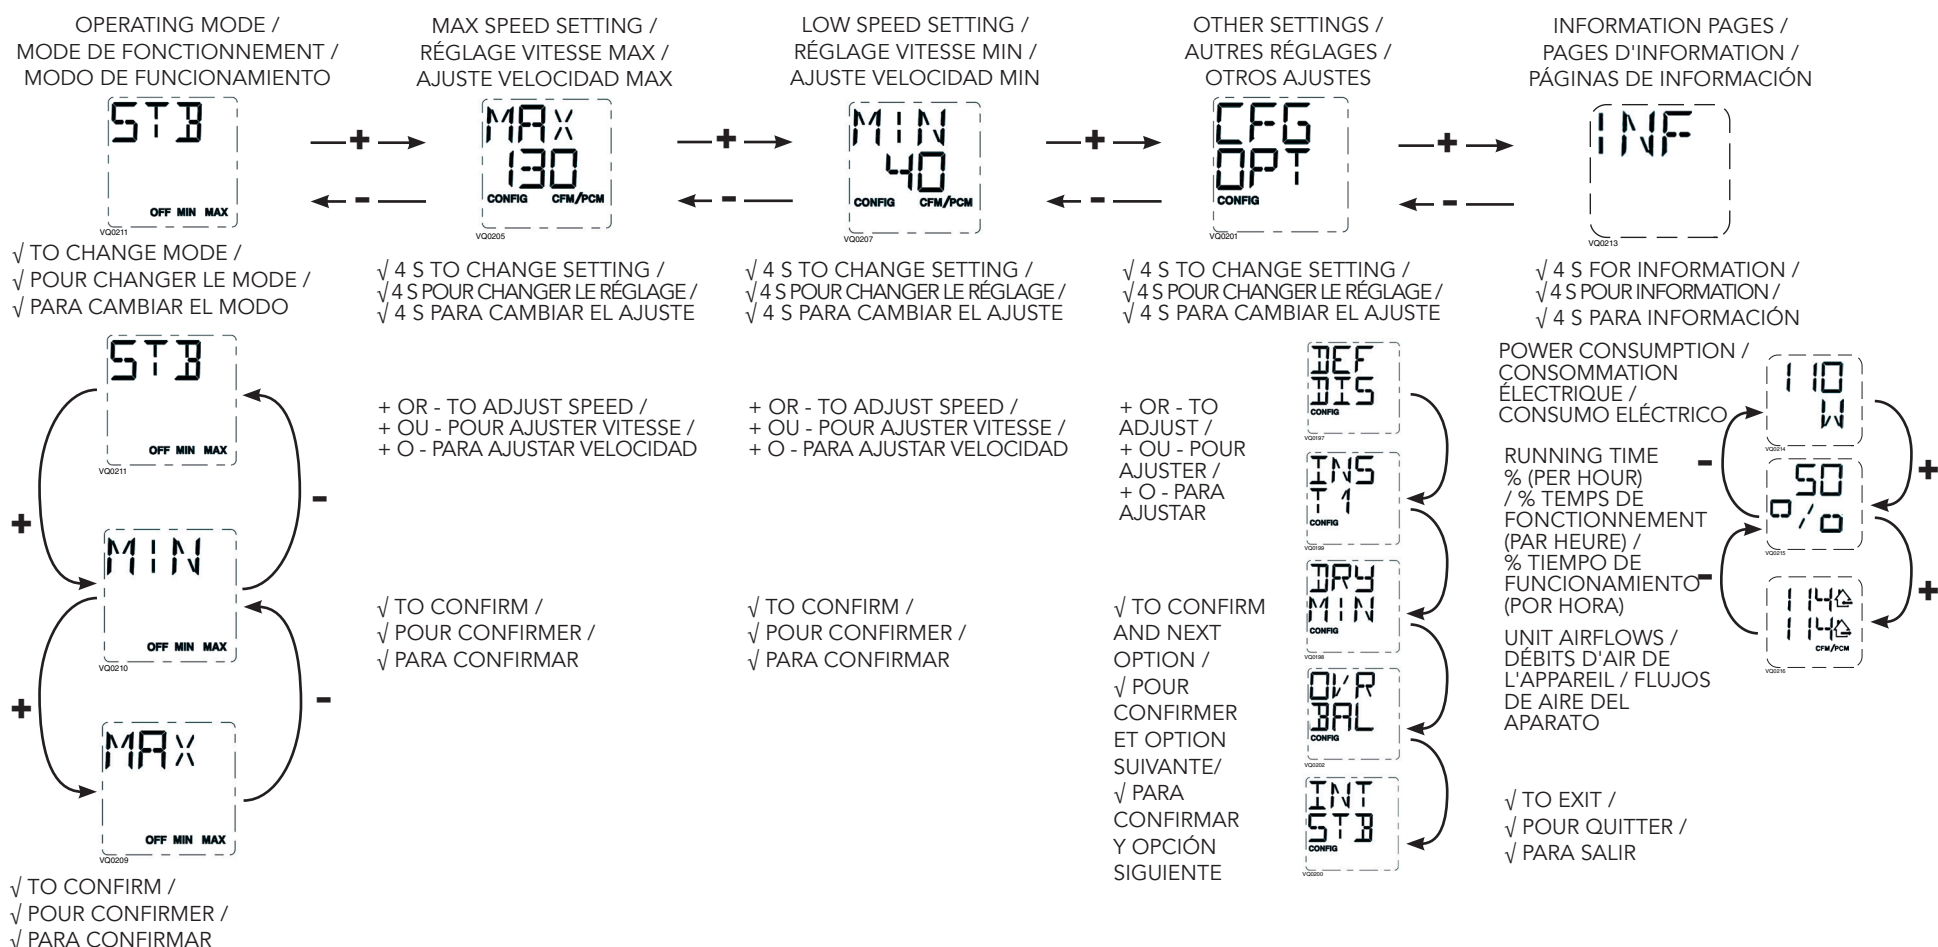 OPERATING MODE /
MODE DE FONCTIONNEMENT /
MODO DE FUNCIONAMIENTO
STB
OFF MIN MAX
VQ0211
√ TO CHANGE MODE /
√ POUR CHANGER LE MODE /
√ PARA CAMBIAR EL MODO
STB
OFF MIN MAX
VQ0211
+
-
MIN
OFF MIN MAX
VQ0210
+
-
MAX
OFF MIN MAX
VQ0209
√ TO CONFIRM /
√ POUR CONFIRMER /
√ PARA CONFIRMAR
+
-
MAX SPEED SETTING /
RÉGLAGE VITESSE MAX /
AJUSTE VELOCIDAD MAX
MAX
130
CONFIG CFM/PCM
VQ0205
√ 4 S TO CHANGE SETTING /
√ 4 S POUR CHANGER LE RÉGLAGE /
√ 4 S PARA CAMBIAR EL AJUSTE
+ OR - TO ADJUST SPEED /
+ OU - POUR AJUSTER VITESSE /
+ O - PARA AJUSTAR VELOCIDAD
√ TO CONFIRM /
√ POUR CONFIRMER /
√ PARA CONFIRMAR
+
-
LOW SPEED SETTING /
RÉGLAGE VITESSE MIN /
AJUSTE VELOCIDAD MIN
MIN
40
CONFIG CFM/PCM
VQ0207
√ 4 S TO CHANGE SETTING /
√ 4 S POUR CHANGER LE RÉGLAGE /
√ 4 S PARA CAMBIAR EL AJUSTE
+ OR - TO ADJUST SPEED /
+ OU - POUR AJUSTER VITESSE /
+ O - PARA AJUSTAR VELOCIDAD
√ TO CONFIRM /
√ POUR CONFIRMER /
√ PARA CONFIRMAR
+
-
OTHER SETTINGS /
AUTRES RÉGLAGES /
OTROS AJUSTES
CFG
OPT
CONFIG
VQ0201
√ 4 S TO CHANGE SETTING /
√ 4 S POUR CHANGER LE RÉGLAGE /
√ 4 S PARA CAMBIAR EL AJUSTE
+ OR - TO
ADJUST /
+ OU - POUR
AJUSTER /
+ O - PARA
AJUSTAR
√ TO CONFIRM
AND NEXT
OPTION /
√ POUR
CONFIRMER
ET OPTION
SUIVANTE/
√ PARA
CONFIRMAR
Y OPCIÓN
SIGUIENTE
DEF
DIS
CONFIG
VQ0197
INS
T1
CONFIG
VQ0199
DRY
MIN
CONFIG
VQ0198
OVR
BAL
CONFIG
VQ0202
INT
STB
CONFIG
VQ0200
+
-
INFORMATION PAGES /
PAGES D'INFORMATION /
PÁGINAS DE INFORMACIÓN
INF
VQ0213
√ 4 S FOR INFORMATION /
√ 4 S POUR INFORMATION /
√ 4 S PARA INFORMACIÓN
POWER CONSUMPTION /
CONSOMMATION
ÉLECTRIQUE /
CONSUMO ELÉCTRICO
110
W
VQ0214
-
+
RUNNING TIME
% (PER HOUR)
/ % TEMPS DE
FONCTIONNEMENT
(PAR HEURE) /
% TIEMPO DE
FUNCIONAMIENTO
(POR HORA)
50
%
VQ0215
-
+
UNIT AIRFLOWS /
DÉBITS D'AIR DE
L'APPAREIL / FLUJOS
DE AIRE DEL
APARATO
114
114
CFM/PCM
VQ0216
√ TO EXIT /
√ POUR QUITTER /
√ PARA SALIR